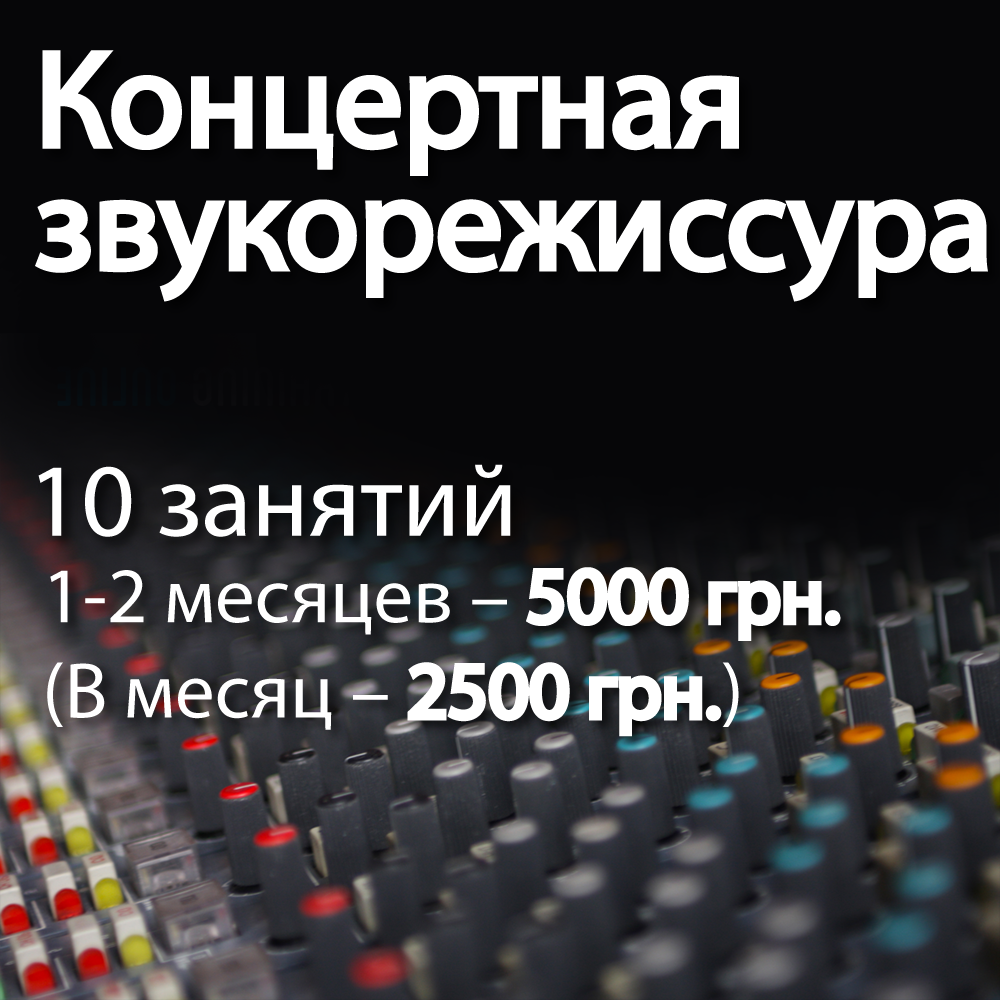 Концертная
звукорежиссура
10 занятий
1-2 месяцев – 5000 грн.
(В месяц – 2500 грн.)